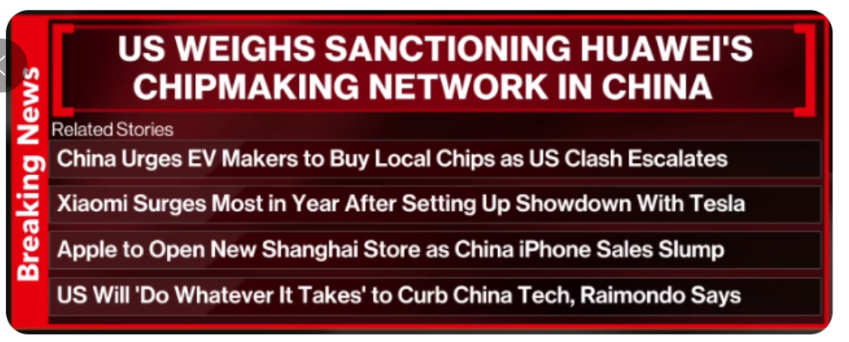 Breaking News
US WEIGHS SANCTIONING HUAWEI'S
CHIPMAKING NETWORK IN CHINA
Related Stories
China Urges EV Makers to Buy Local Chips as US Clash Escalates
Xiaomi Surges Most in Year After Setting Up Showdown With Tesla
Apple to Open New Shanghai Store as China iPhone Sales Slump
US Will 'Do Whatever It Takes' to Curb China Tech, Raimondo Says